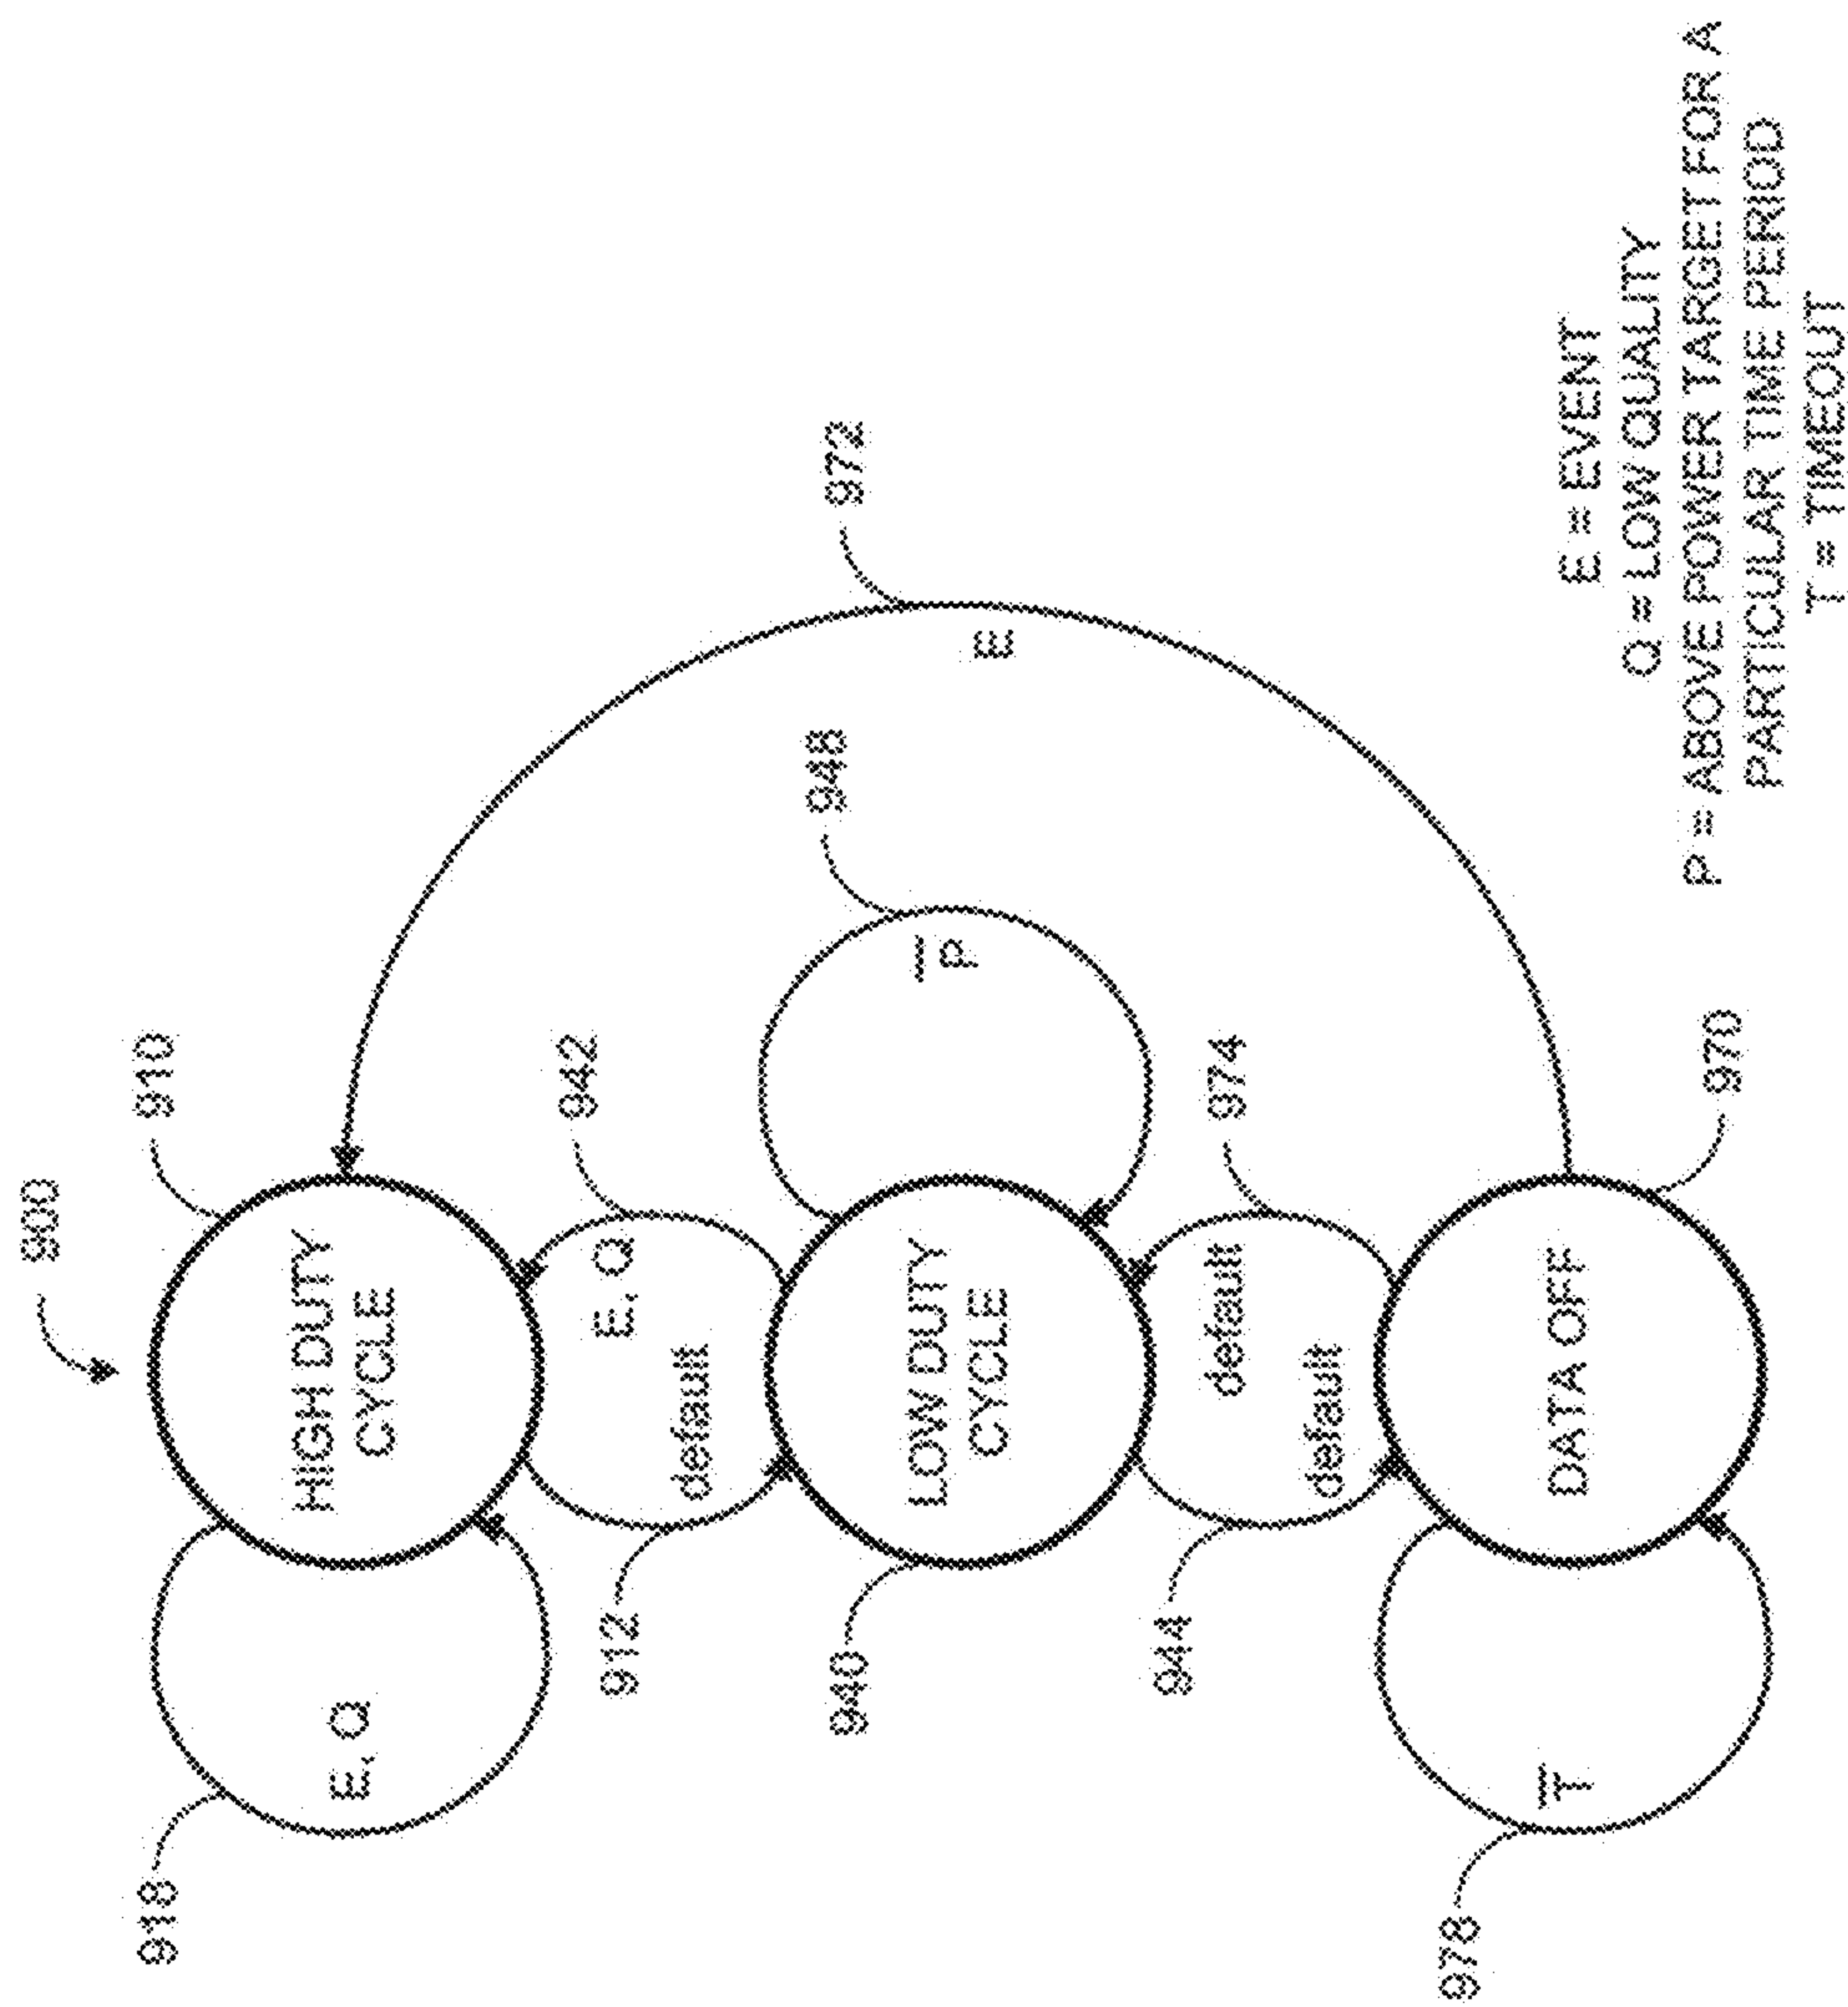 900
918
910
HIGH DUTY
CYCLE
E, Q
912
942
E, Q
default
940
948
972
LOW DUTY
CYCLE
P̅
E
944
974
default
default
978
T̅
DATA OFF
970
E = EVENT
Q = LOW QUALITY
P = ABOVE POWER TARGET FOR A
PARTICULAR TIME PERIOD
T = TIMEOUT